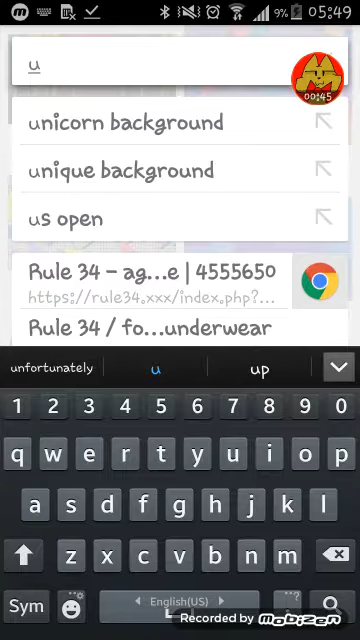 9% 05:49
u
00:45
unicorn background
unique background
us open
Rule 34 – ag...e | 4555650
https://rule34.xxx/index.php?...
Rule 34 / fo...underwear
unfortunately u up
1 2 3 4 5 6 7 8 9 0
q w e r t y u i o p
a s d f g h j k l
z x c v b n m
Sym English(US)
Recorded by MOBIZEN